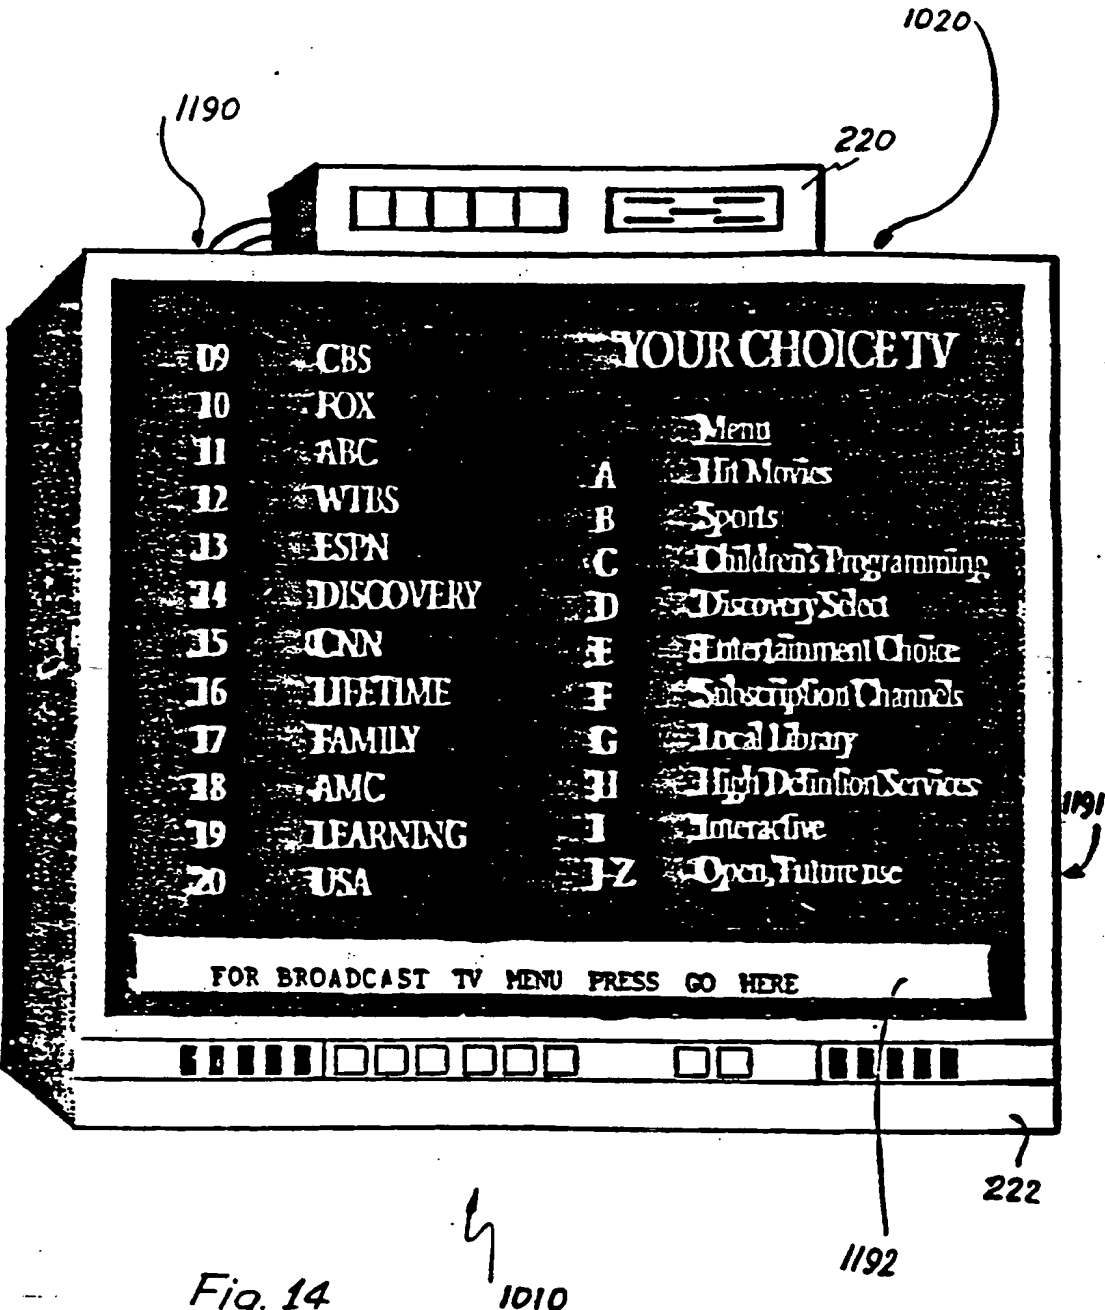 1020
1190
220
09 CBS
10 FOX
11 ABC
12 WTBS
13 ESPN
14 DISCOVERY
15 CNN
16 LIFETIME
17 FAMILY
18 AMC
19 LEARNING
20 USA
YOUR CHOICE TV
Menu
A Hit Movies
B Sports
C Children's Programming
D Discovery Select
E Entertainment Choice
F Subscription Channels
G Local Library
H High Definition Services
I Interactive
J-Z Open, Future use
1191
FOR BROADCAST TV MENU PRESS GO HERE
222
1192
Fig. 14
1010